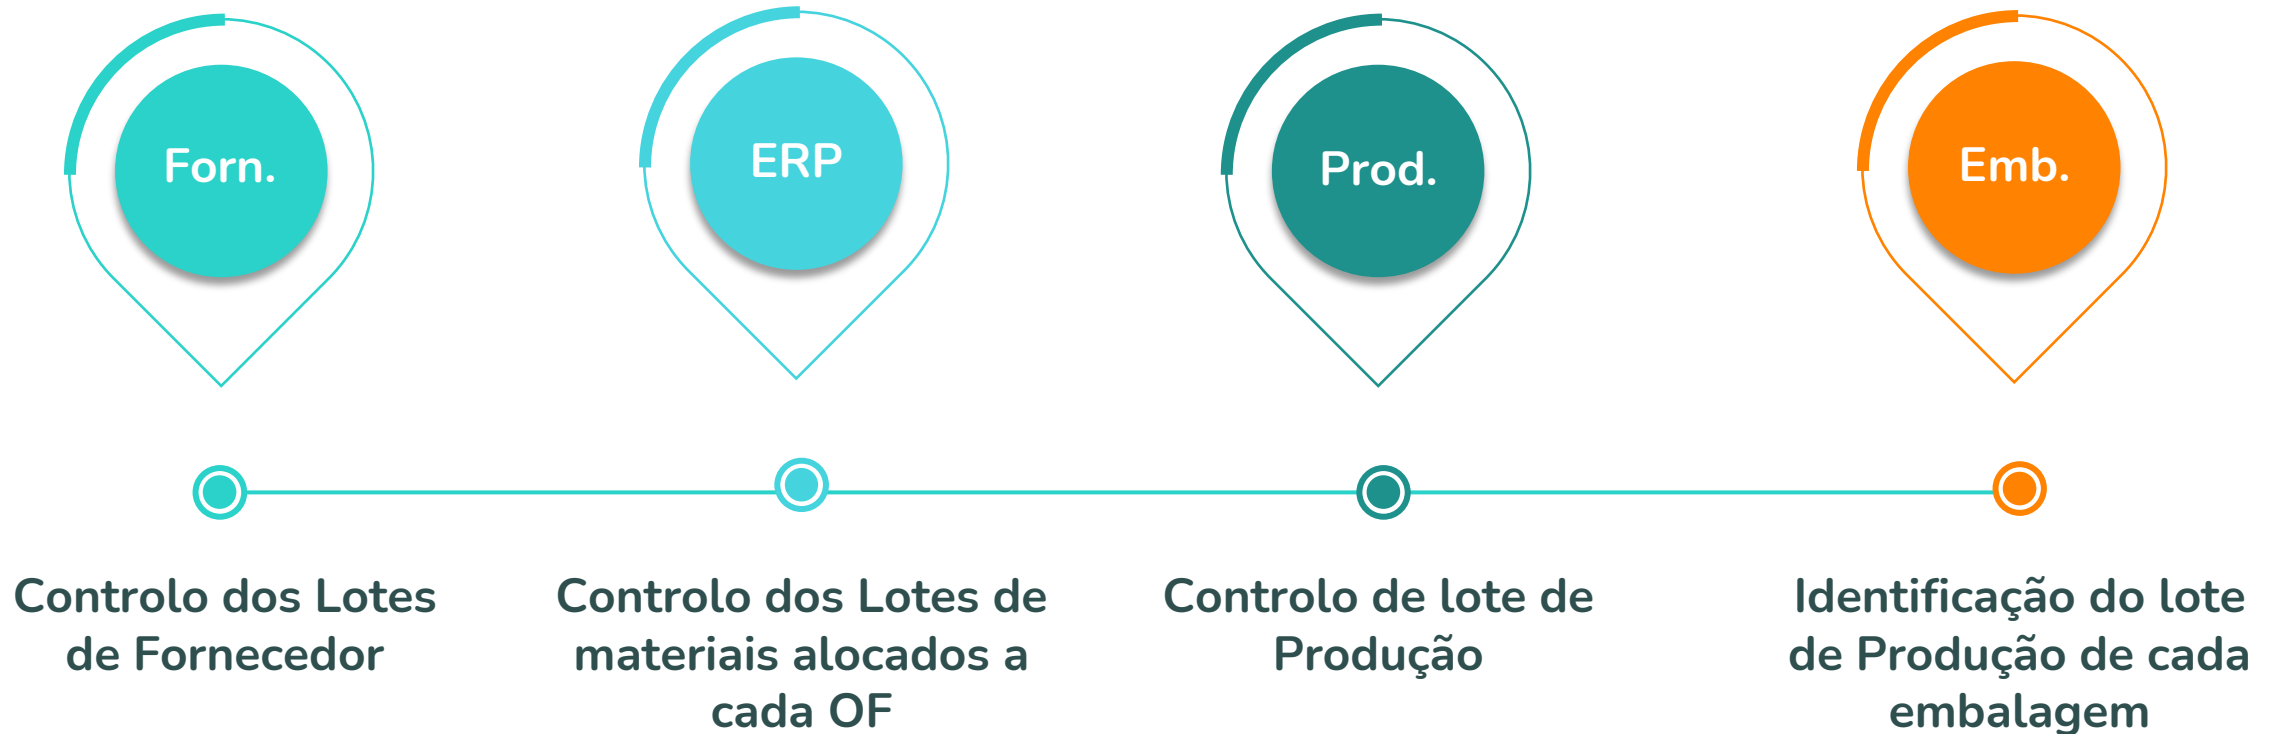 Forn.
ERP
Prod.
Emb.
Controlo dos Lotes
de Fornecedor
Controlo dos Lotes de
materiais alocados a
cada OF
Controlo de lote de
Produção
Identificação do lote
de Produção de cada
embalagem